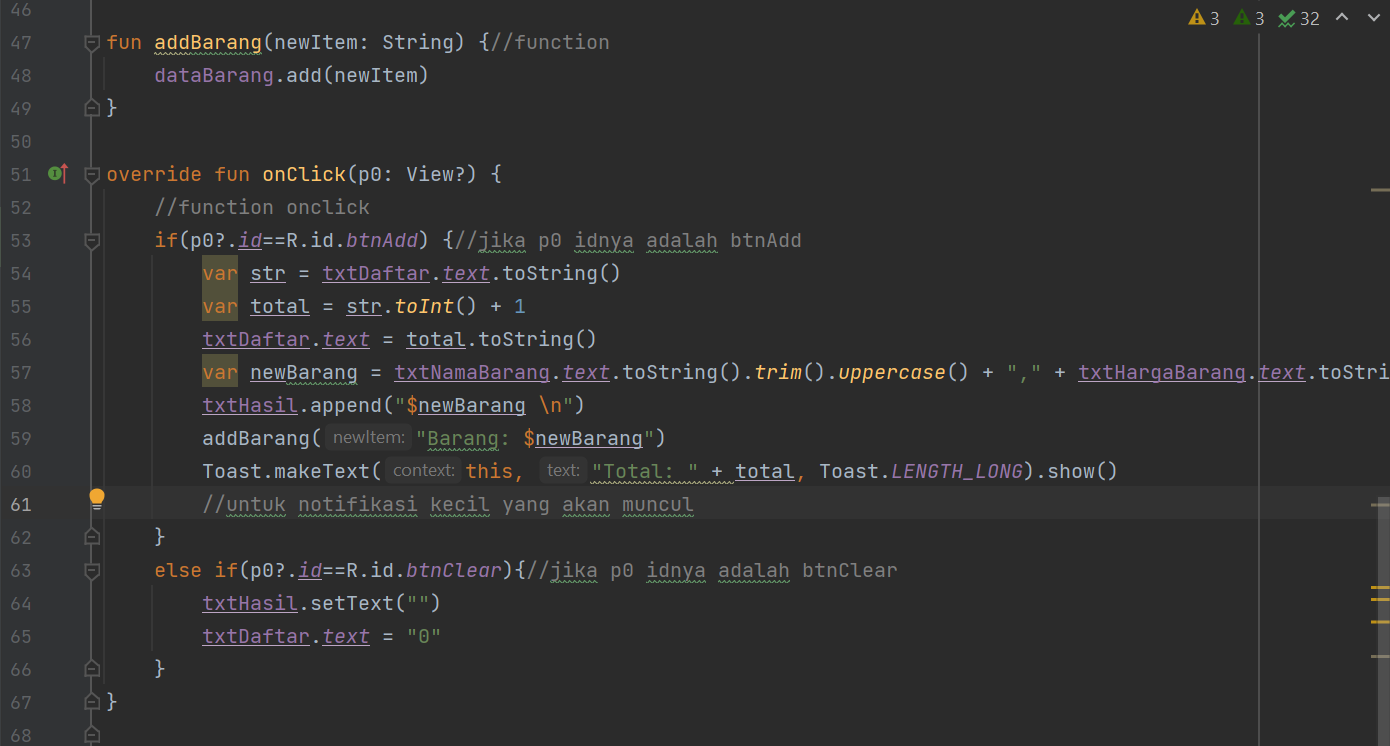 46
3 3 32
47 fun addBarang(newItem: String) {//function
48 dataBarang.add(newItem)
49 }
50
51 override fun onClick(p0: View?) {
52 //function onclick
53 if(p0?.id==R.id.btnAdd) {//jika p0 idnya adalah btnAdd
54 var str = txtDaftar.text.toString()
55 var total = str.toInt() + 1
56 txtDaftar.text = total.toString()
57 var newBarang = txtNamaBarang.text.toString().trim().uppercase() + "," + txtHargaBarang.text.toStri
58 txtHasil.append("$newBarang \n")
59 addBarang( newItem: "Barang: $newBarang")
60 Toast.makeText( context: this, text: "Total: " + total, Toast.LENGTH_LONG).show()
61 //untuk notifikasi kecil yang akan muncul
62 }
63 else if(p0?.id==R.id.btnClear){//jika p0 idnya adalah btnClear
64 txtHasil.setText("")
65 txtDaftar.text = "0"
66 }
67 }
68